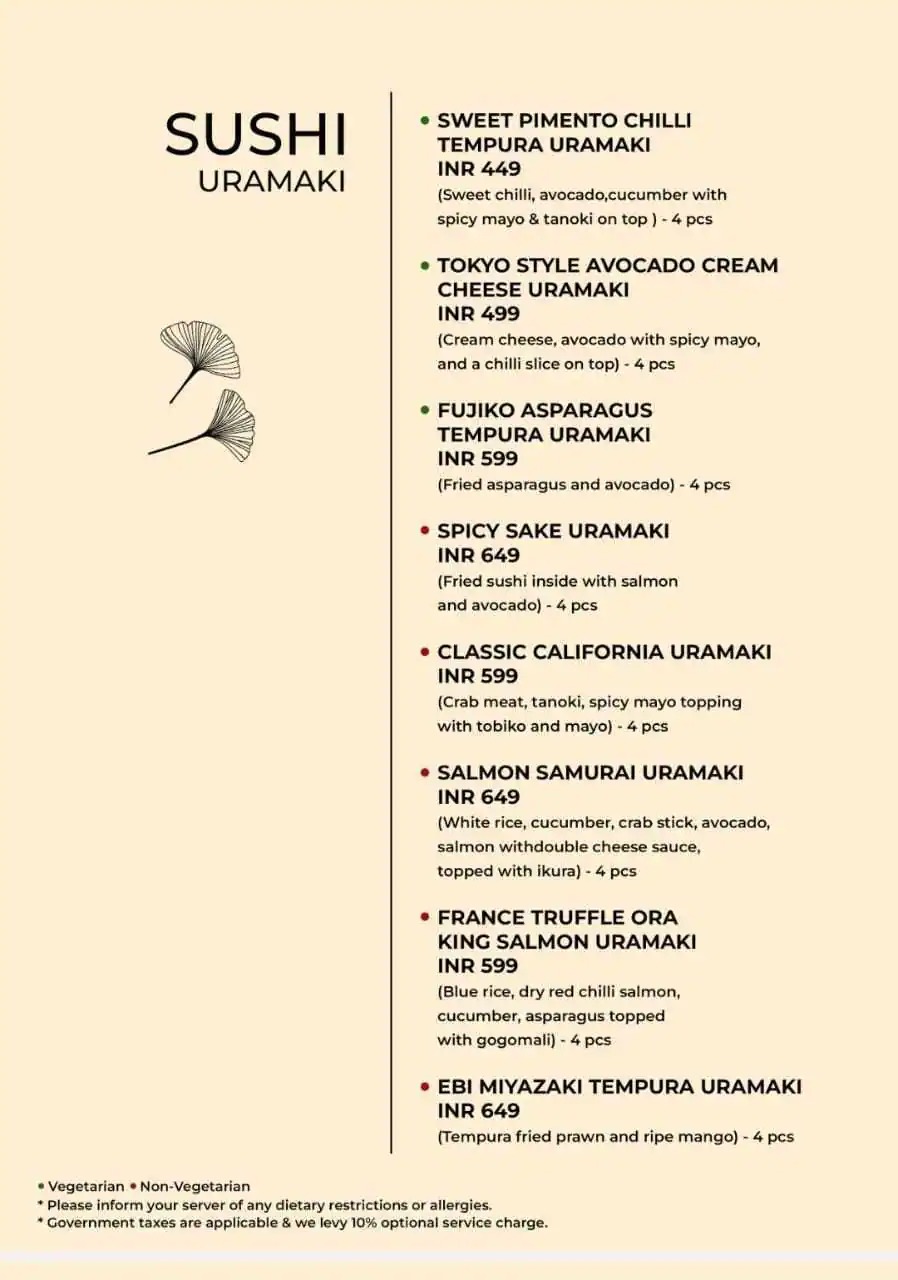 SUSHI
URAMAKI
• SWEET PIMENTO CHILLI
TEMPURA URAMAKI
INR 449
(Sweet chilli, avocado,cucumber with
spicy mayo & tanoki on top ) - 4 pcs
• TOKYO STYLE AVOCADO CREAM
CHEESE URAMAKI
INR 499
(Cream cheese, avocado with spicy mayo,
and a chilli slice on top) - 4 pcs
• FUJIKO ASPARAGUS
TEMPURA URAMAKI
INR 599
(Fried asparagus and avocado) - 4 pcs
• SPICY SAKE URAMAKI
INR 649
(Fried sushi inside with salmon
and avocado) - 4 pcs
• CLASSIC CALIFORNIA URAMAKI
INR 599
(Crab meat, tanoki, spicy mayo topping
with tobiko and mayo) - 4 pcs
• SALMON SAMURAI URAMAKI
INR 649
(White rice, cucumber, crab stick, avocado,
salmon withdouble cheese sauce,
topped with ikura) - 4 pcs
• FRANCE TRUFFLE ORA
KING SALMON URAMAKI
INR 599
(Blue rice, dry red chilli salmon,
cucumber, asparagus topped
with gogomali) - 4 pcs
• EBI MIYAZAKI TEMPURA URAMAKI
INR 649
(Tempura fried prawn and ripe mango) - 4 pcs
• Vegetarian • Non-Vegetarian
* Please inform your server of any dietary restrictions or allergies.
* Government taxes are applicable & we levy 10% optional service charge.